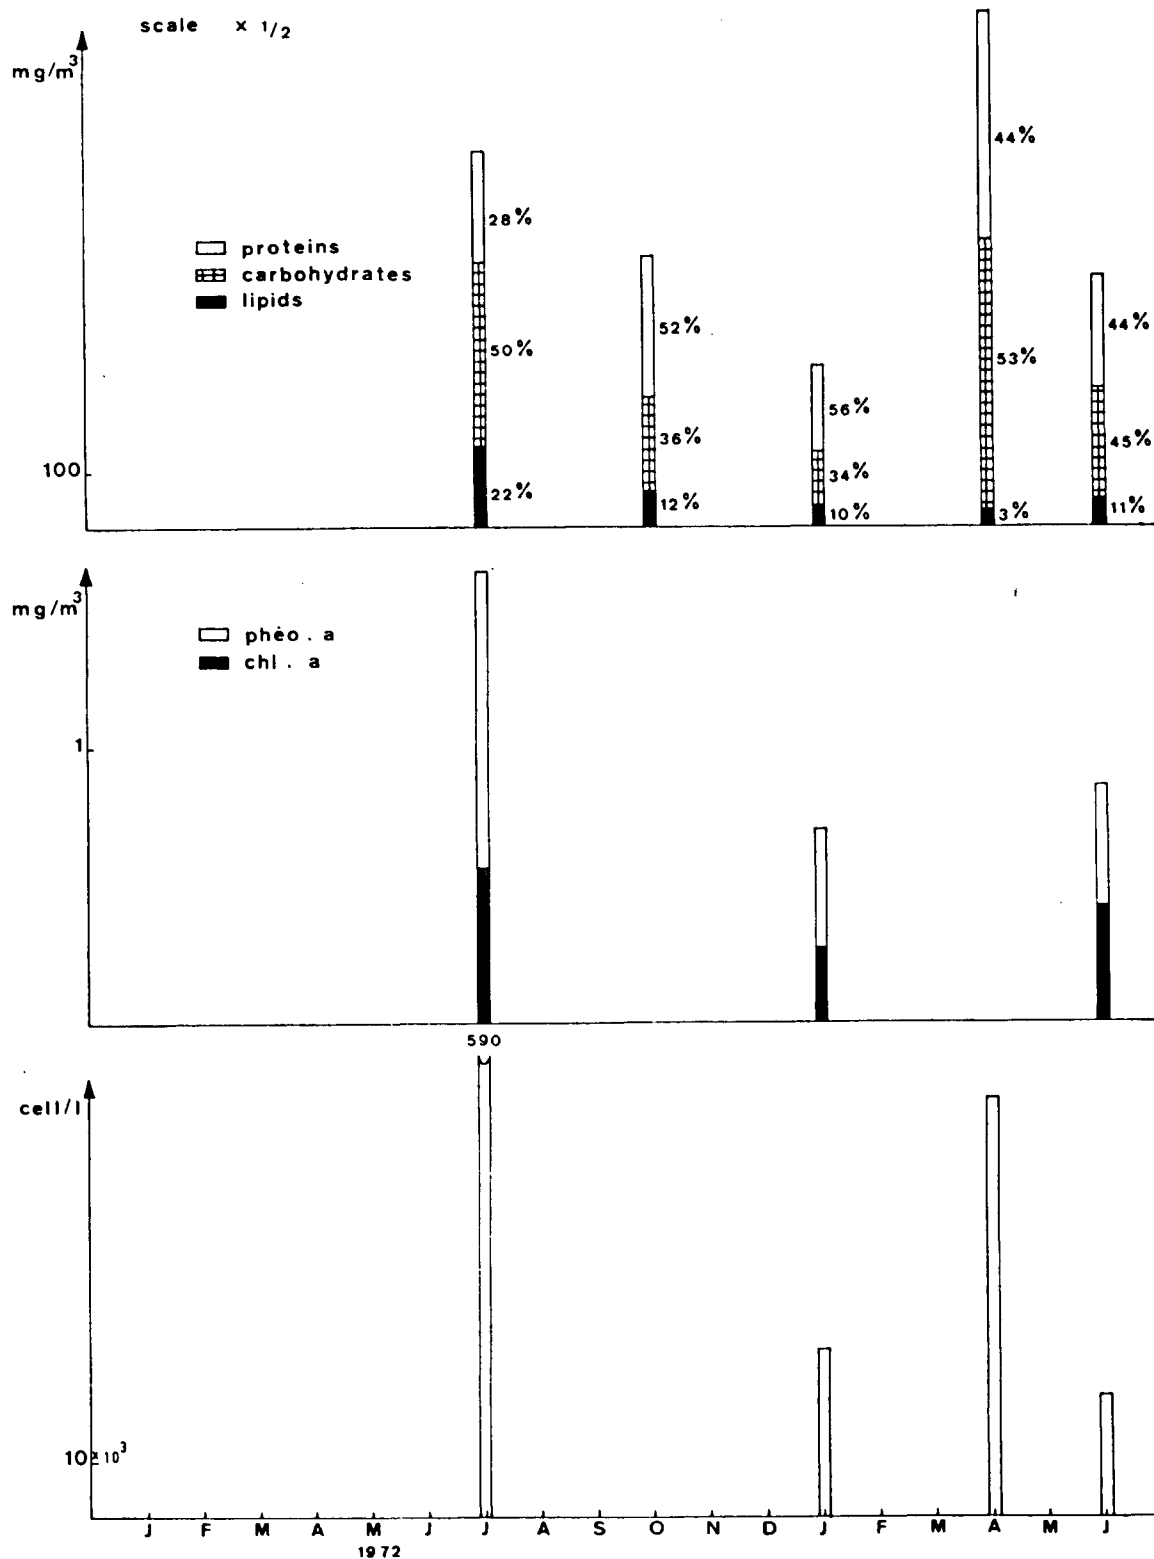 scale × 1/2
mg/m³
44%
28%
proteins
carbohydrates
lipids
52%
44%
50%
53%
56%
36%
45%
100
34%
22%
12%
10%
3%
11%
mg/m³
phéo. a
chl. a
1
590
cell/l
10×10³
J F M A M J J A S O N D J F M A M J
1972